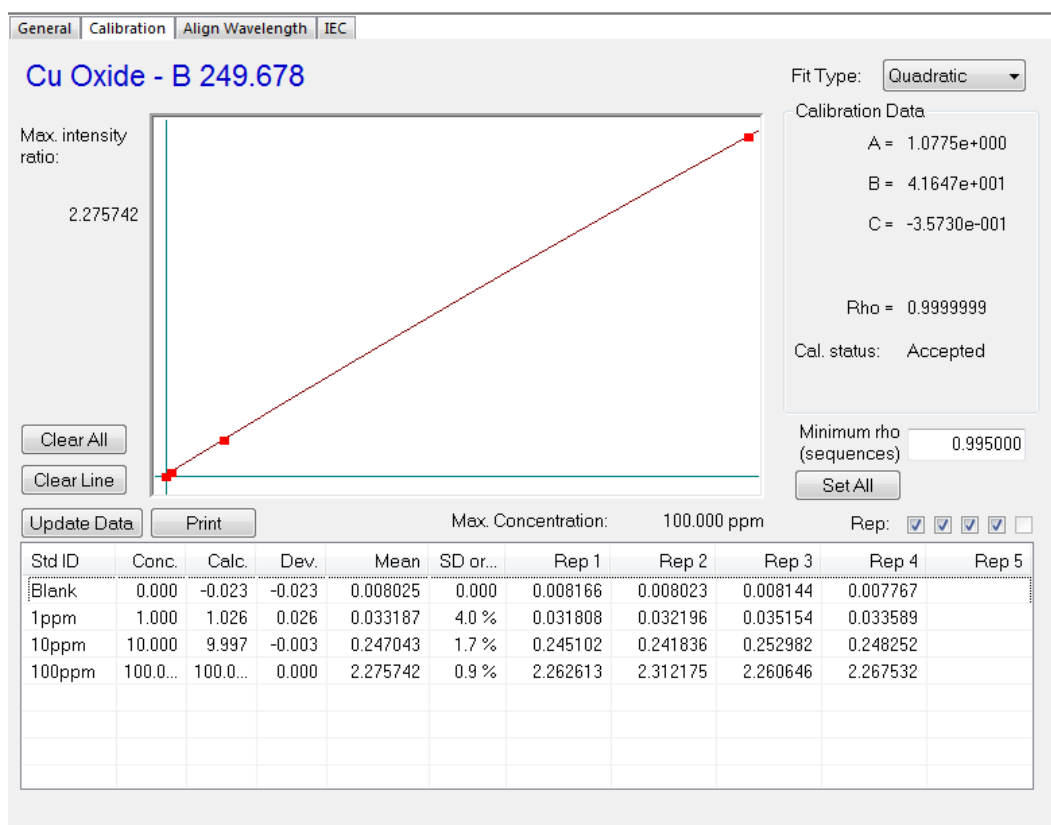 General Calibration Align Wavelength IEC
Cu Oxide - B 249.678
Fit Type: Quadratic
Calibration Data
Max. intensity
ratio:
2.275742
A = 1.0775e+000
B = 4.1647e+001
C = -3.5730e-001
Rho = 0.9999999
Cal. status: Accepted
Clear All
Clear Line
Minimum rho
(sequences)
0.995000
Set All
Update Data Print Max. Concentration: 100.000 ppm Rep:
Std ID Conc. Calc. Dev. Mean SD or... Rep 1 Rep 2 Rep 3 Rep 4 Rep 5
Blank 0.000 -0.023 -0.023 0.008025 0.000 0.008166 0.008023 0.008144 0.007767
1ppm 1.000 1.026 0.026 0.033187 4.0 % 0.031808 0.032196 0.035154 0.033589
10ppm 10.000 9.997 -0.003 0.247043 1.7 % 0.245102 0.241836 0.252982 0.248252
100ppm 100.0... 100.0... 0.000 2.275742 0.9 % 2.262613 2.312175 2.260646 2.267532